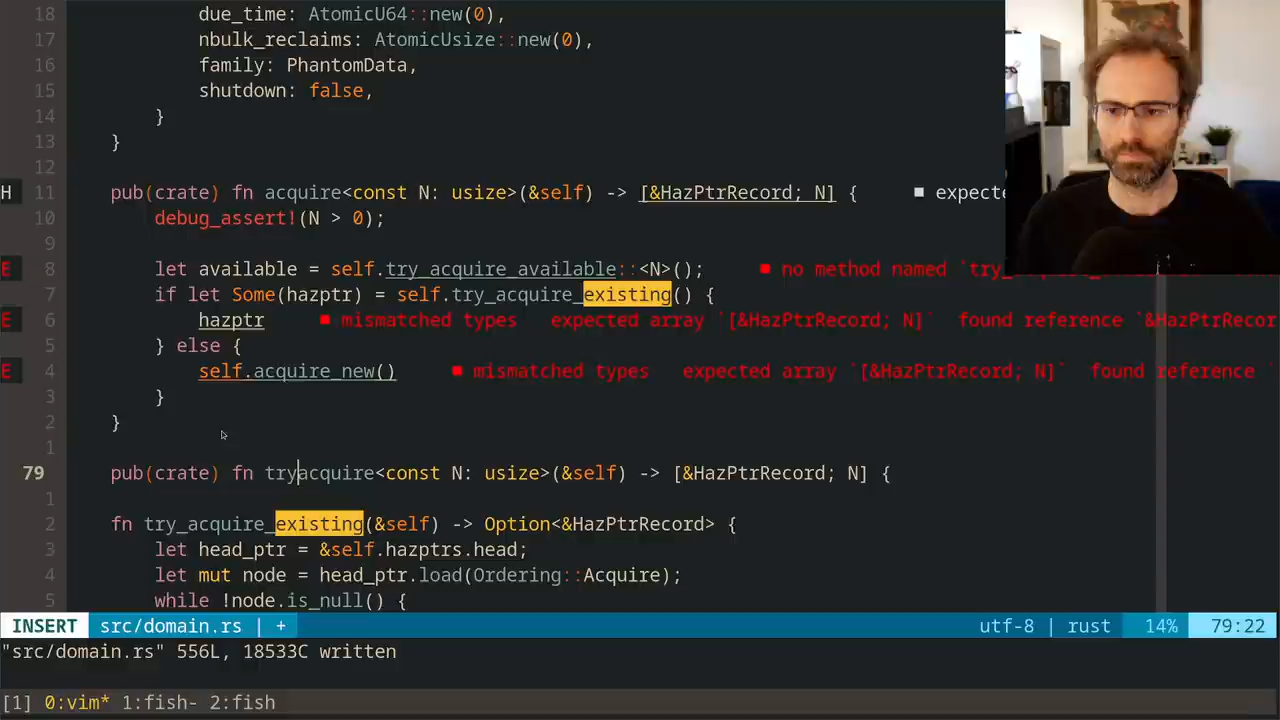 18 due_time: AtomicU64::new(0),
17 nbulk_reclaims: AtomicUsize::new(0),
16 family: PhantomData,
15 shutdown: false,
14 }
13 }
12
H 11 pub(crate) fn acquire<const N: usize>(&self) -> [&HazPtrRecord; N] { ■ expecte
10 debug_assert!(N > 0);
9
E 8 let available = self.try_acquire_available::<N>(); ■ no method named `try_
7 if let Some(hazptr) = self.try_acquire_existing() {
E 6 hazptr ■ mismatched types expected array `[&HazPtrRecord; N]` found reference `&HazPtrRecor
5 } else {
E 4 self.acquire_new() ■ mismatched types expected array `[&HazPtrRecord; N]` found reference `
3 }
2 }
1
79 pub(crate) fn tryacquire<const N: usize>(&self) -> [&HazPtrRecord; N] {
1
2 fn try_acquire_existing(&self) -> Option<&HazPtrRecord> {
3 let head_ptr = &self.hazptrs.head;
4 let mut node = head_ptr.load(Ordering::Acquire);
5 while !node.is_null() {
INSERT src/domain.rs | + utf-8 | rust 14% 79:22
"src/domain.rs" 556L, 18533C written
[1] 0:vim* 1:fish- 2:fish